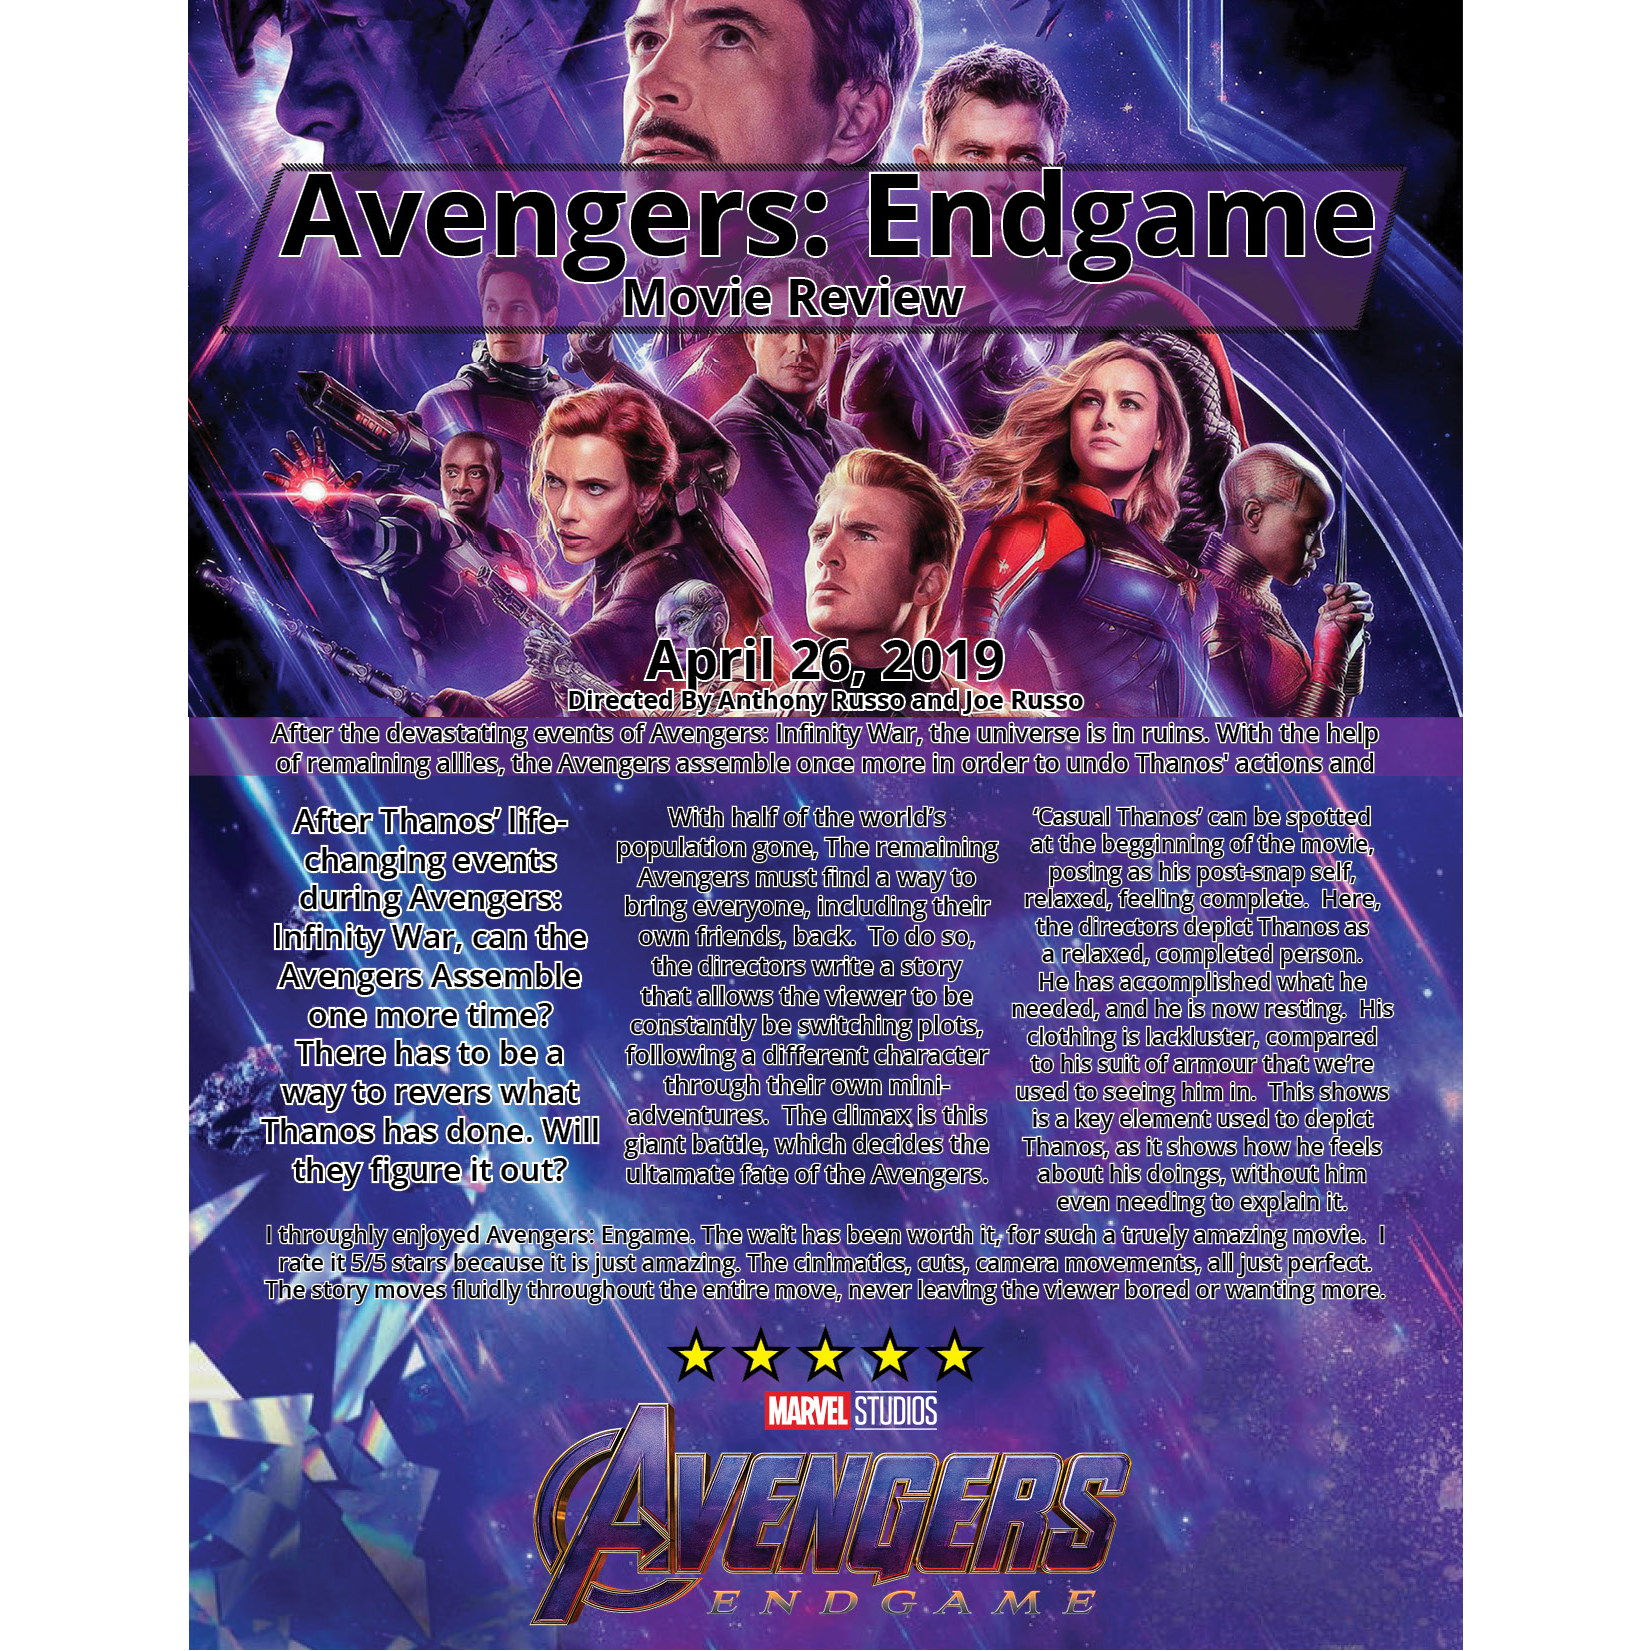 Avengers: Endgame
Movie Review
April 26, 2019
Directed By Anthony Russo and Joe Russo
After the devastating events of Avengers: Infinity War, the universe is in ruins. With the help
of remaining allies, the Avengers assemble once more in order to undo Thanos' actions and
After Thanos’ life-
changing events
during Avengers:
Infinity War, can the
Avengers Assemble
one more time?
There has to be a
way to revers what
Thanos has done. Will
they figure it out?
With half of the world’s
population gone, The remaining
Avengers must find a way to
bring everyone, including their
own friends, back.  To do so,
the directors write a story
that allows the viewer to be
constantly be switching plots,
following a different character
through their own mini-
adventures.  The climax is this
giant battle, which decides the
ultamate fate of the Avengers.
‘Casual Thanos’ can be spotted
at the begginning of the movie,
posing as his post-snap self,
relaxed, feeling complete.  Here,
the directors depict Thanos as
a relaxed, completed person.
He has accomplished what he
needed, and he is now resting.  His
clothing is lackluster, compared
to his suit of armour that we’re
used to seeing him in.  This shows
is a key element used to depict
Thanos, as it shows how he feels
about his doings, without him
even needing to explain it.
I throughly enjoyed Avengers: Engame. The wait has been worth it, for such a truely amazing movie.  I
rate it 5/5 stars because it is just amazing. The cinimatics, cuts, camera movements, all just perfect.
The story moves fluidly throughout the entire move, never leaving the viewer bored or wanting more.
MARVEL STUDIOS
AVENGERS
ENDGAME